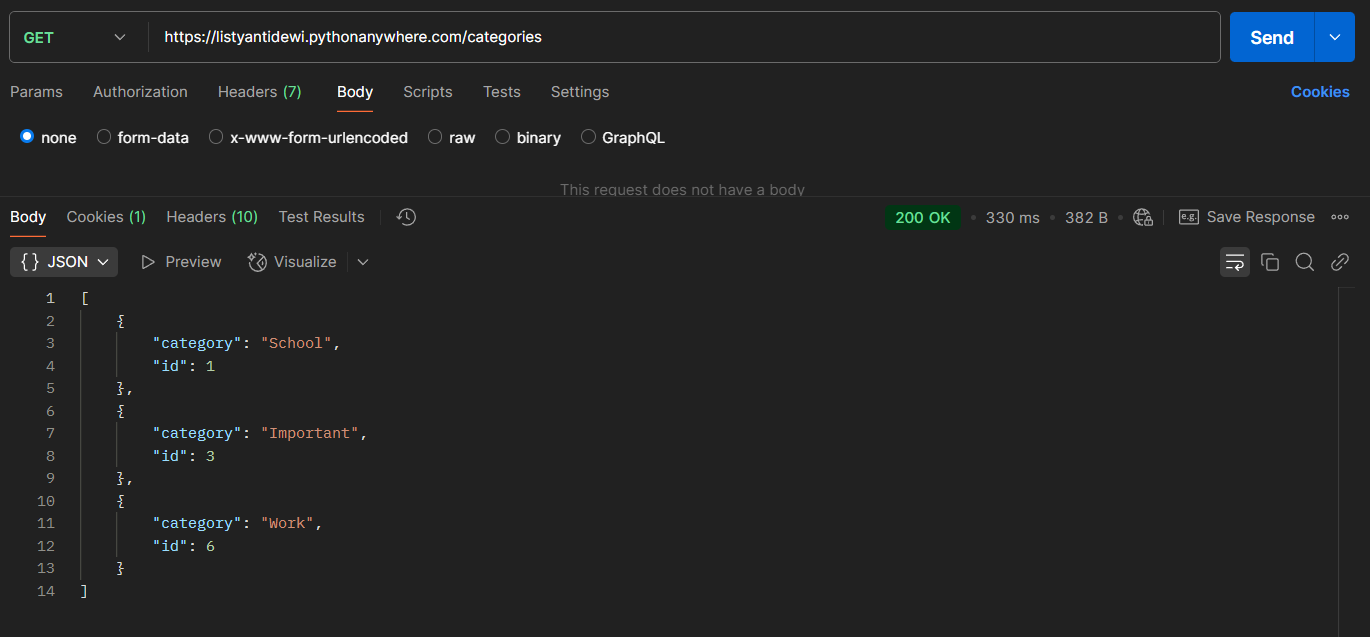 GET https://listyantidewi.pythonanywhere.com/categories Send
Params Authorization Headers (7) Body Scripts Tests Settings Cookies
none form-data x-www-form-urlencoded raw binary GraphQL
This request does not have a body
Body Cookies (1) Headers (10) Test Results 200 OK • 330 ms • 382 B • e.g. Save Response
{} JSON Preview Visualize
1 [
2 {
3 "category": "School",
4 "id": 1
5 },
6 {
7 "category": "Important",
8 "id": 3
9 },
10 {
11 "category": "Work",
12 "id": 6
13 }
14 ]